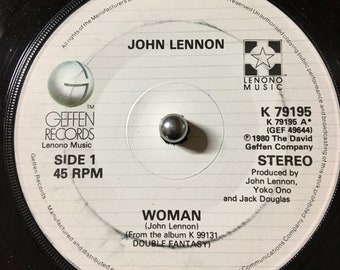 JOHN LENNON
GEFFEN
RECORDS
Lenono Music
TM
LENONO
MUSIC
SIDE 1
45 RPM
K 79195
K 79195 A*
(GEF 49644)
℗ 1980 The David
Geffen Company
STEREO
Produced by
John Lennon,
Yoko Ono
and Jack Douglas
WOMAN
(John Lennon)
(From the album K 99131
DOUBLE FANTASY)